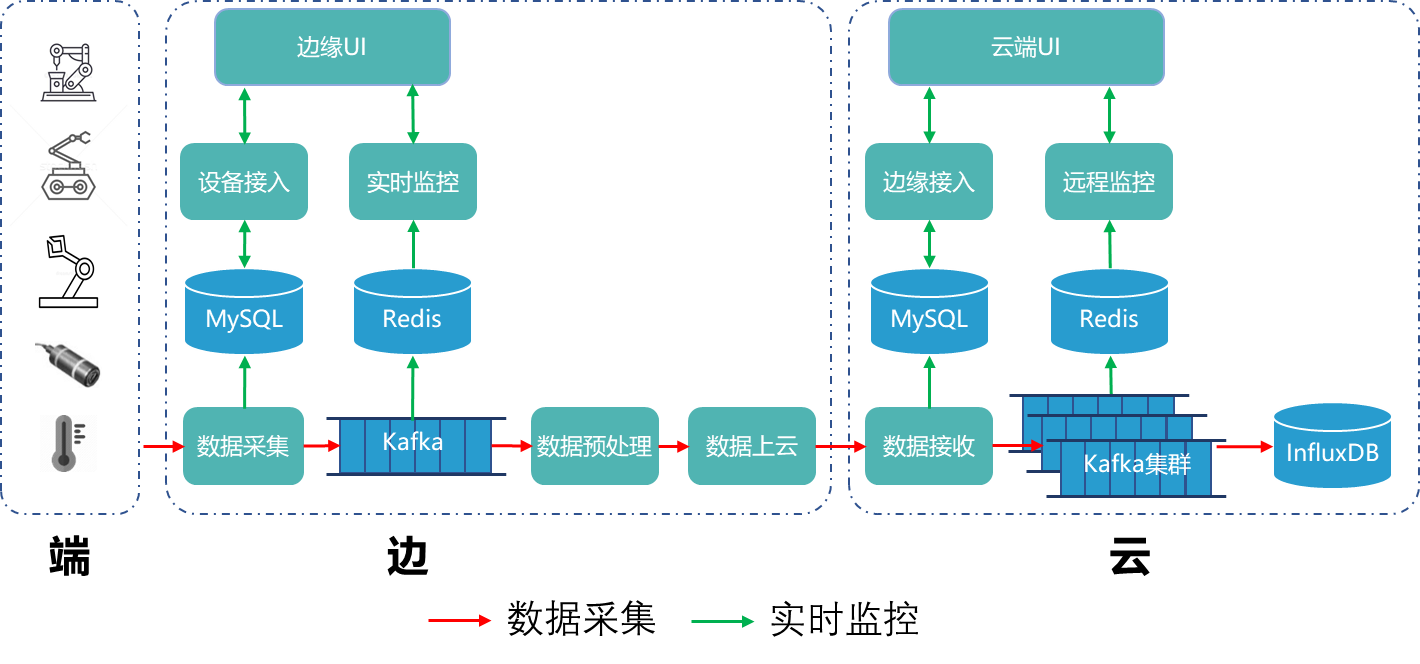 边缘UI
云端UI
设备接入
实时监控
边缘接入
远程监控
MySQL
Redis
MySQL
Redis
数据采集
Kafka
数据预处理
数据上云
数据接收
Kafka集群
InfluxDB
端
边
云
数据采集
实时监控